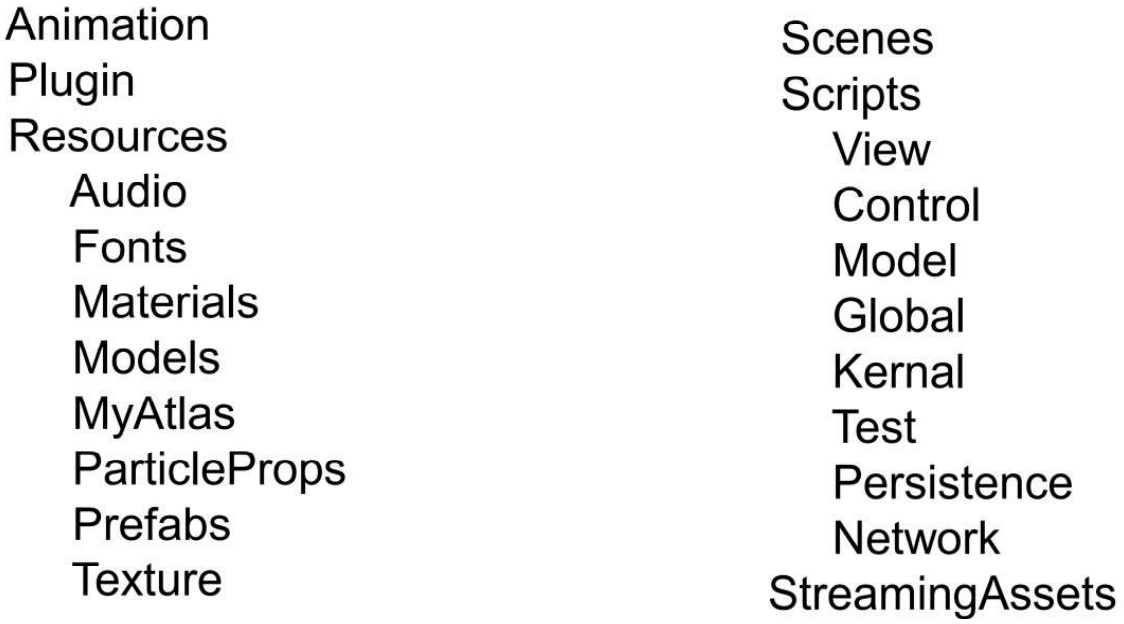 Animation
Plugin
Resources
Audio
Fonts
Materials
Models
MyAtlas
ParticleProps
Prefabs
Texture
Scenes
Scripts
View
Control
Model
Global
Kernal
Test
Persistence
Network
StreamingAssets